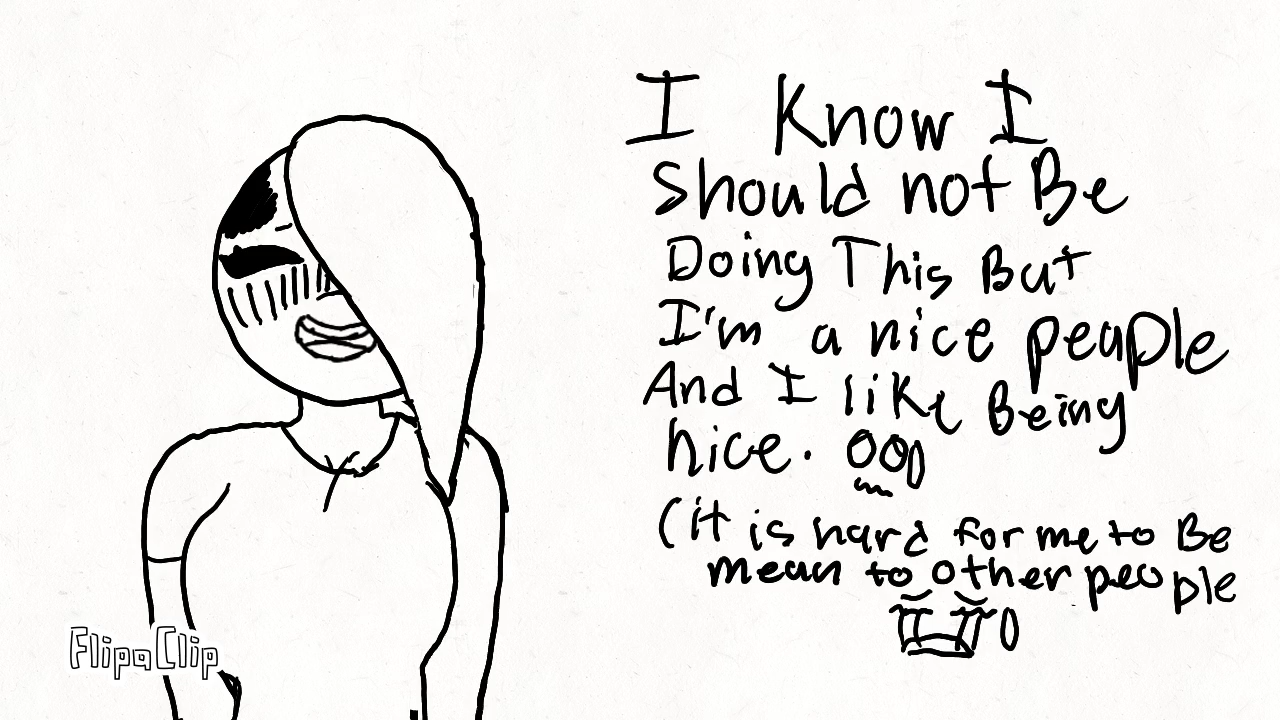 I Know I
Should not Be
Doing This But
I'm a nice peaple
And I like Being
nice.
(it is hard for me to Be
mean to other people
FlipaClip